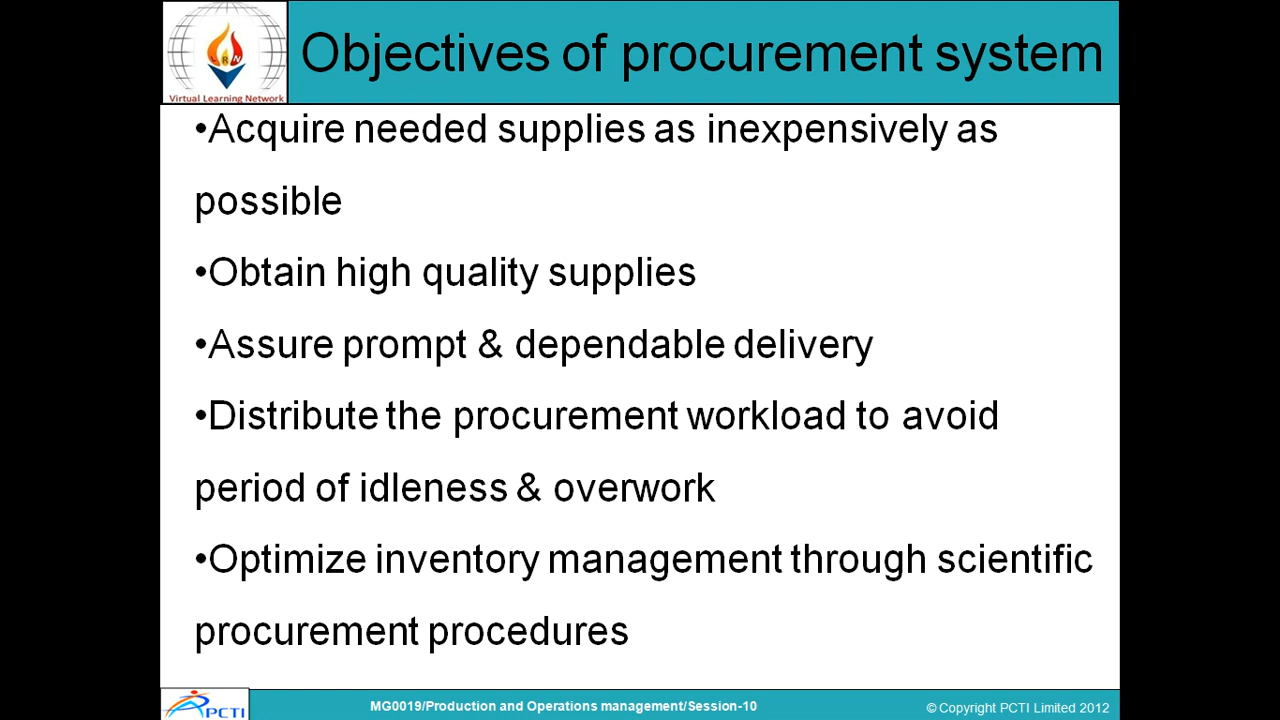 Objectives of procurement system
LRN
Virtual Learning Network
•Acquire needed supplies as inexpensively as
possible
•Obtain high quality supplies
•Assure prompt & dependable delivery
•Distribute the procurement workload to avoid
period of idleness & overwork
•Optimize inventory management through scientific
procurement procedures
PCTI
MG0019/Production and Operations management/Session-10
© Copyright PCTI Limited 2012